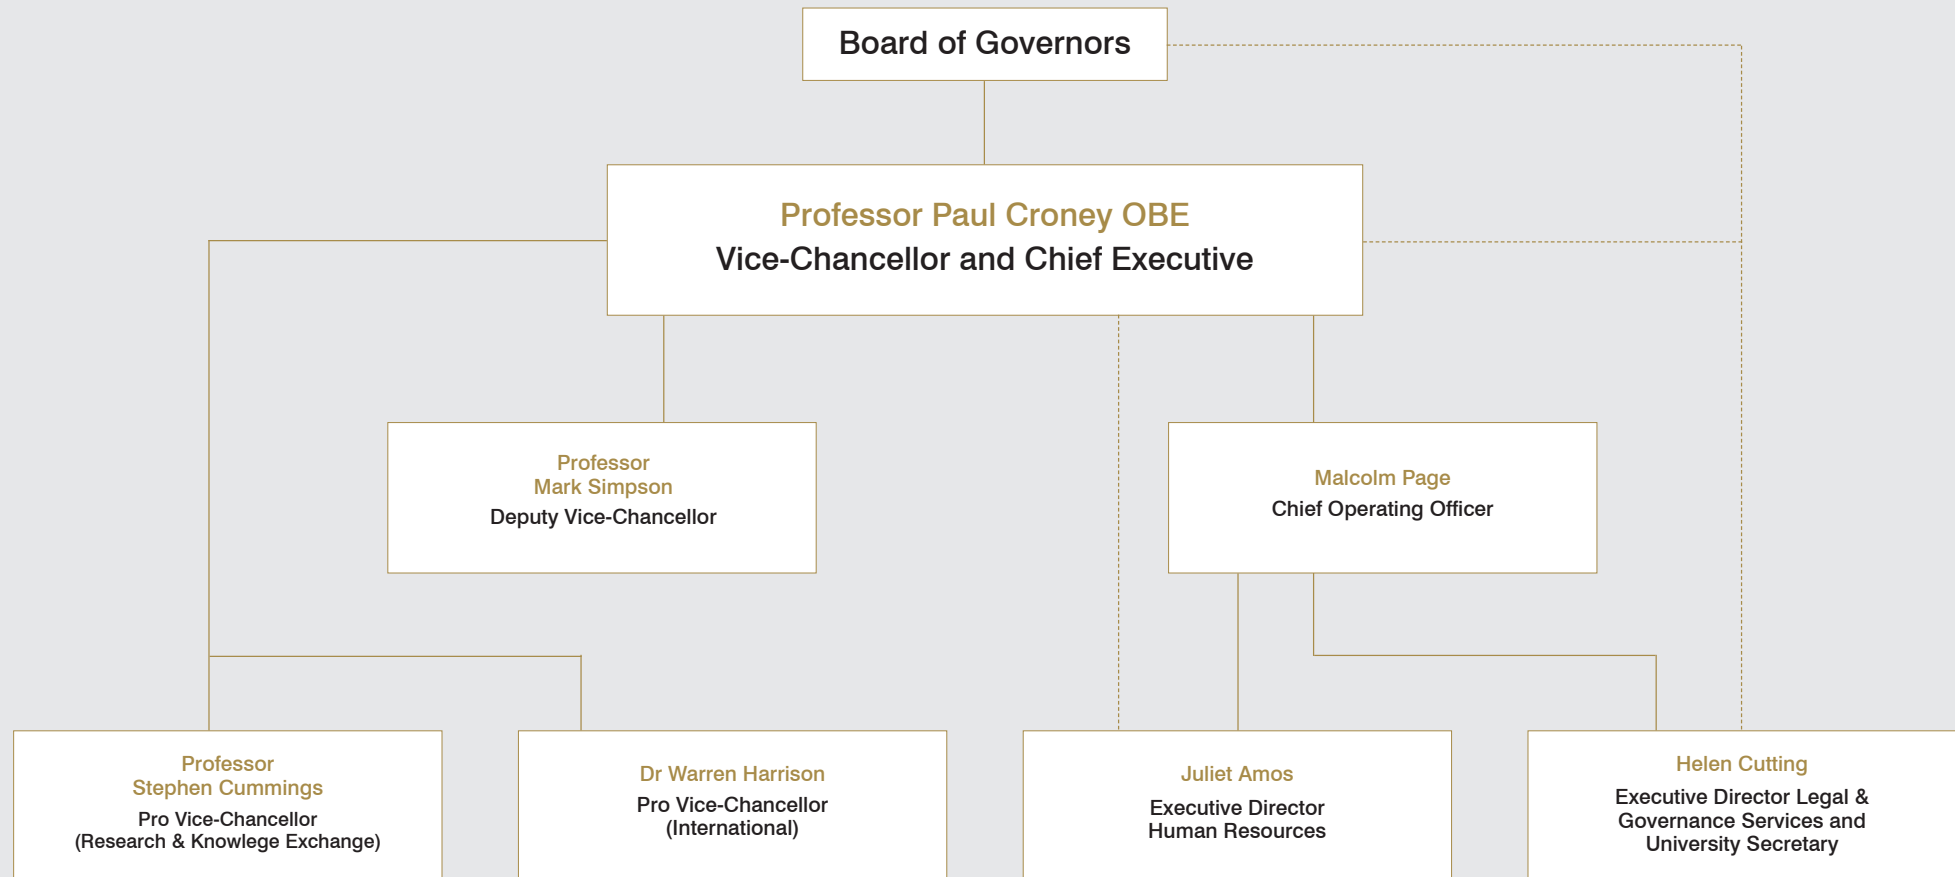 Board of Governors
Professor Paul Croney OBE
Vice-Chancellor and Chief Executive
Professor
Mark Simpson
Deputy Vice-Chancellor
Malcolm Page
Chief Operating Officer
Professor
Stephen Cummings
Pro Vice-Chancellor
(Research & Knowlege Exchange)
Dr Warren Harrison
Pro Vice-Chancellor
(International)
Juliet Amos
Executive Director
Human Resources
Helen Cutting
Executive Director Legal &
Governance Services and
University Secretary